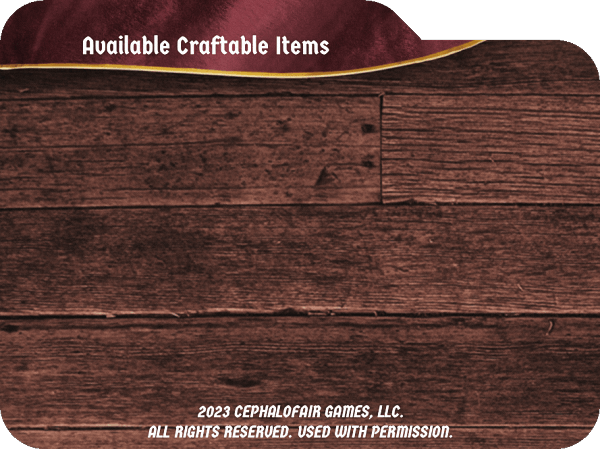 Available Craftable Items
2023 CEPHALOFAIR GAMES, LLC.
ALL RIGHTS RESERVED. USED WITH PERMISSION.